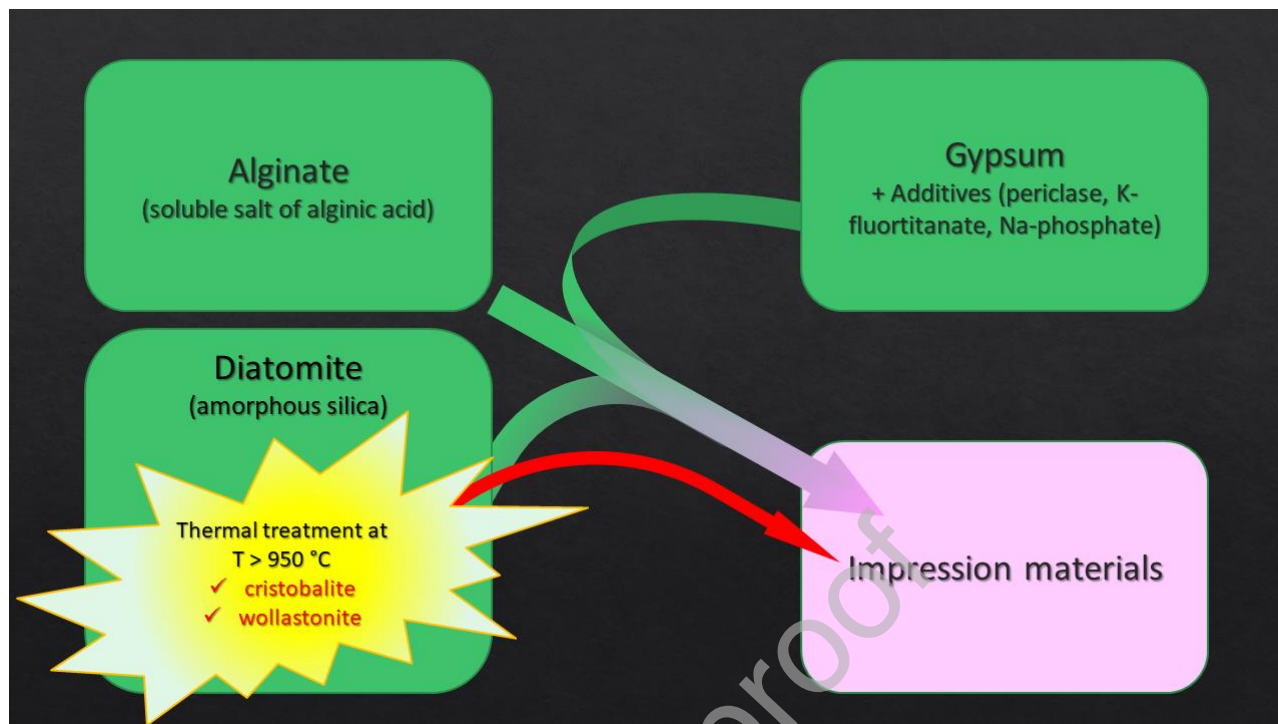 Alginate
(soluble salt of alginic acid)
Gypsum
+ Additives (periclase, K-
fluortitanate, Na-phosphate)
Diatomite
(amorphous silica)
Thermal treatment at
T > 950 °C
✓ cristobalite
✓ wollastonite
Impression materials
proof